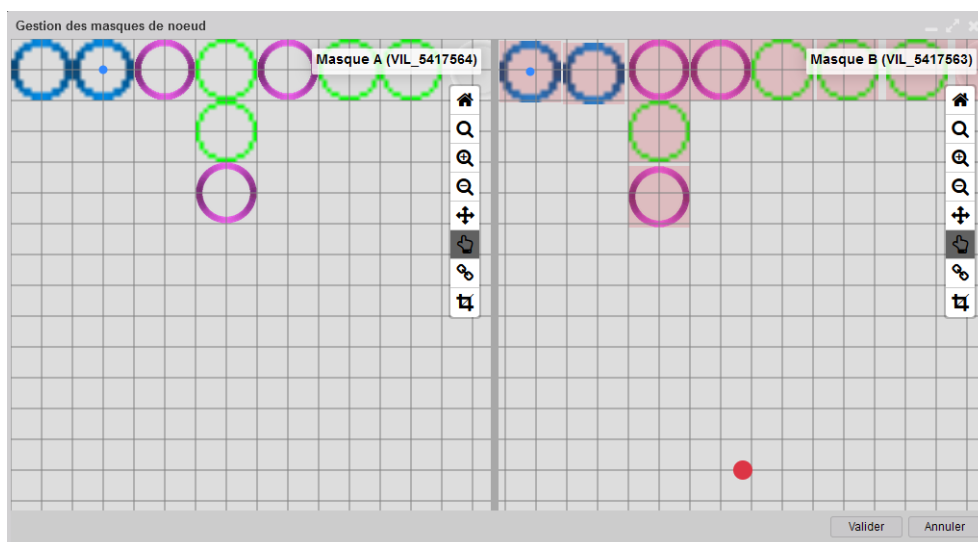 Gestion des masques de noeud
Masque A (VIL_5417564)
Masque B (VIL_5417563)
Valider
Annuler